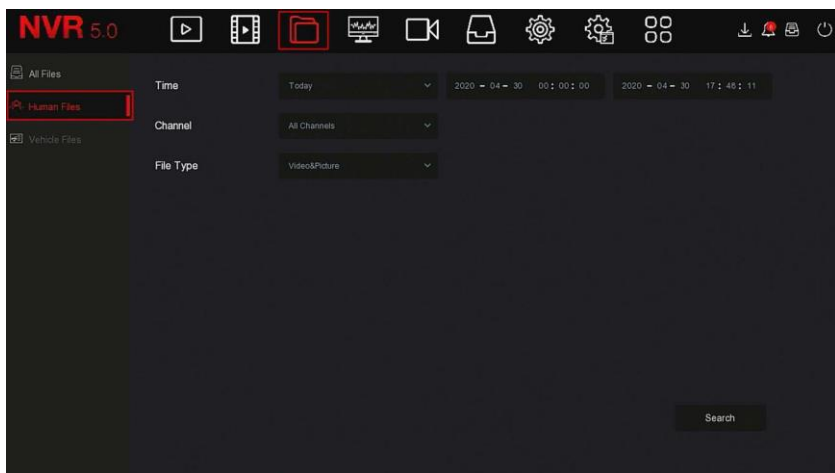 NVR 5.0
All Files
Human Files
Vehicle Files
Time
Today
2020 - 04 - 30 00 : 00 : 00
2020 - 04 - 30 17 : 48 : 11
Channel
All Channels
File Type
Video&Picture
Search